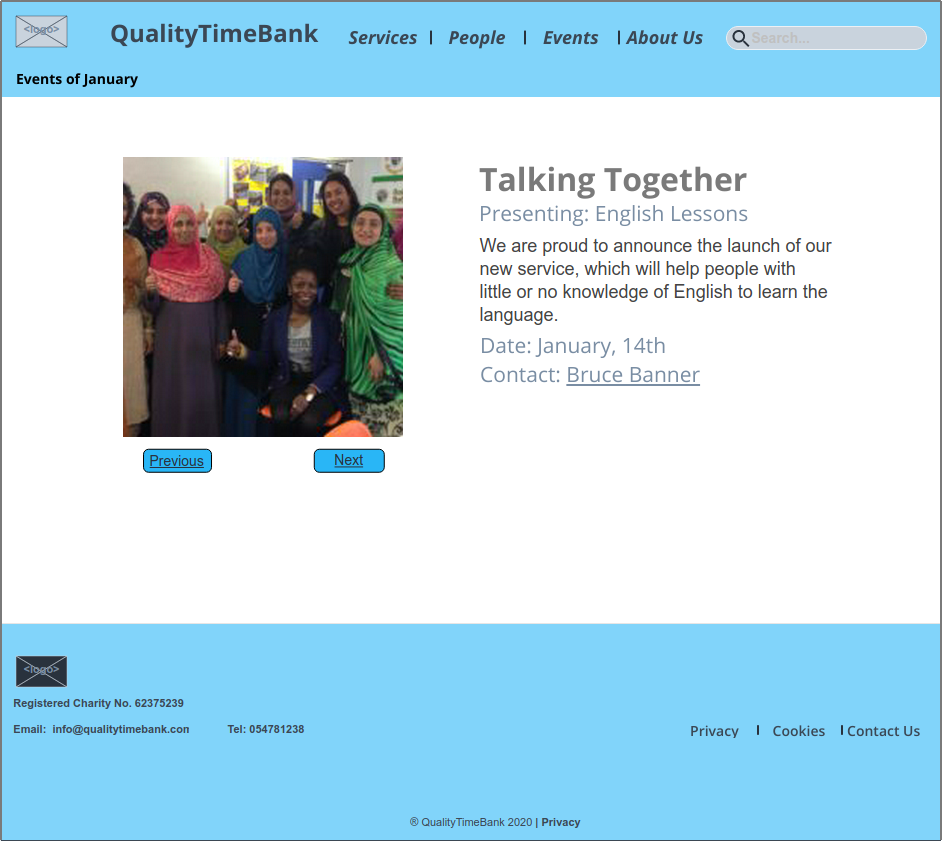 <logo>
QualityTimeBank
Services | People | Events | About Us
Search...
Events of January
Talking Together
Presenting: English Lessons
We are proud to announce the launch of our
new service, which will help people with
little or no knowledge of English to learn the
language.
Date: January, 14th
Contact: Bruce Banner
Previous
Next
<logo>
Registered Charity No. 62375239
Email: info@qualitytimebank.con
Tel: 054781238
Privacy | Cookies | Contact Us
® QualityTimeBank 2020 | Privacy